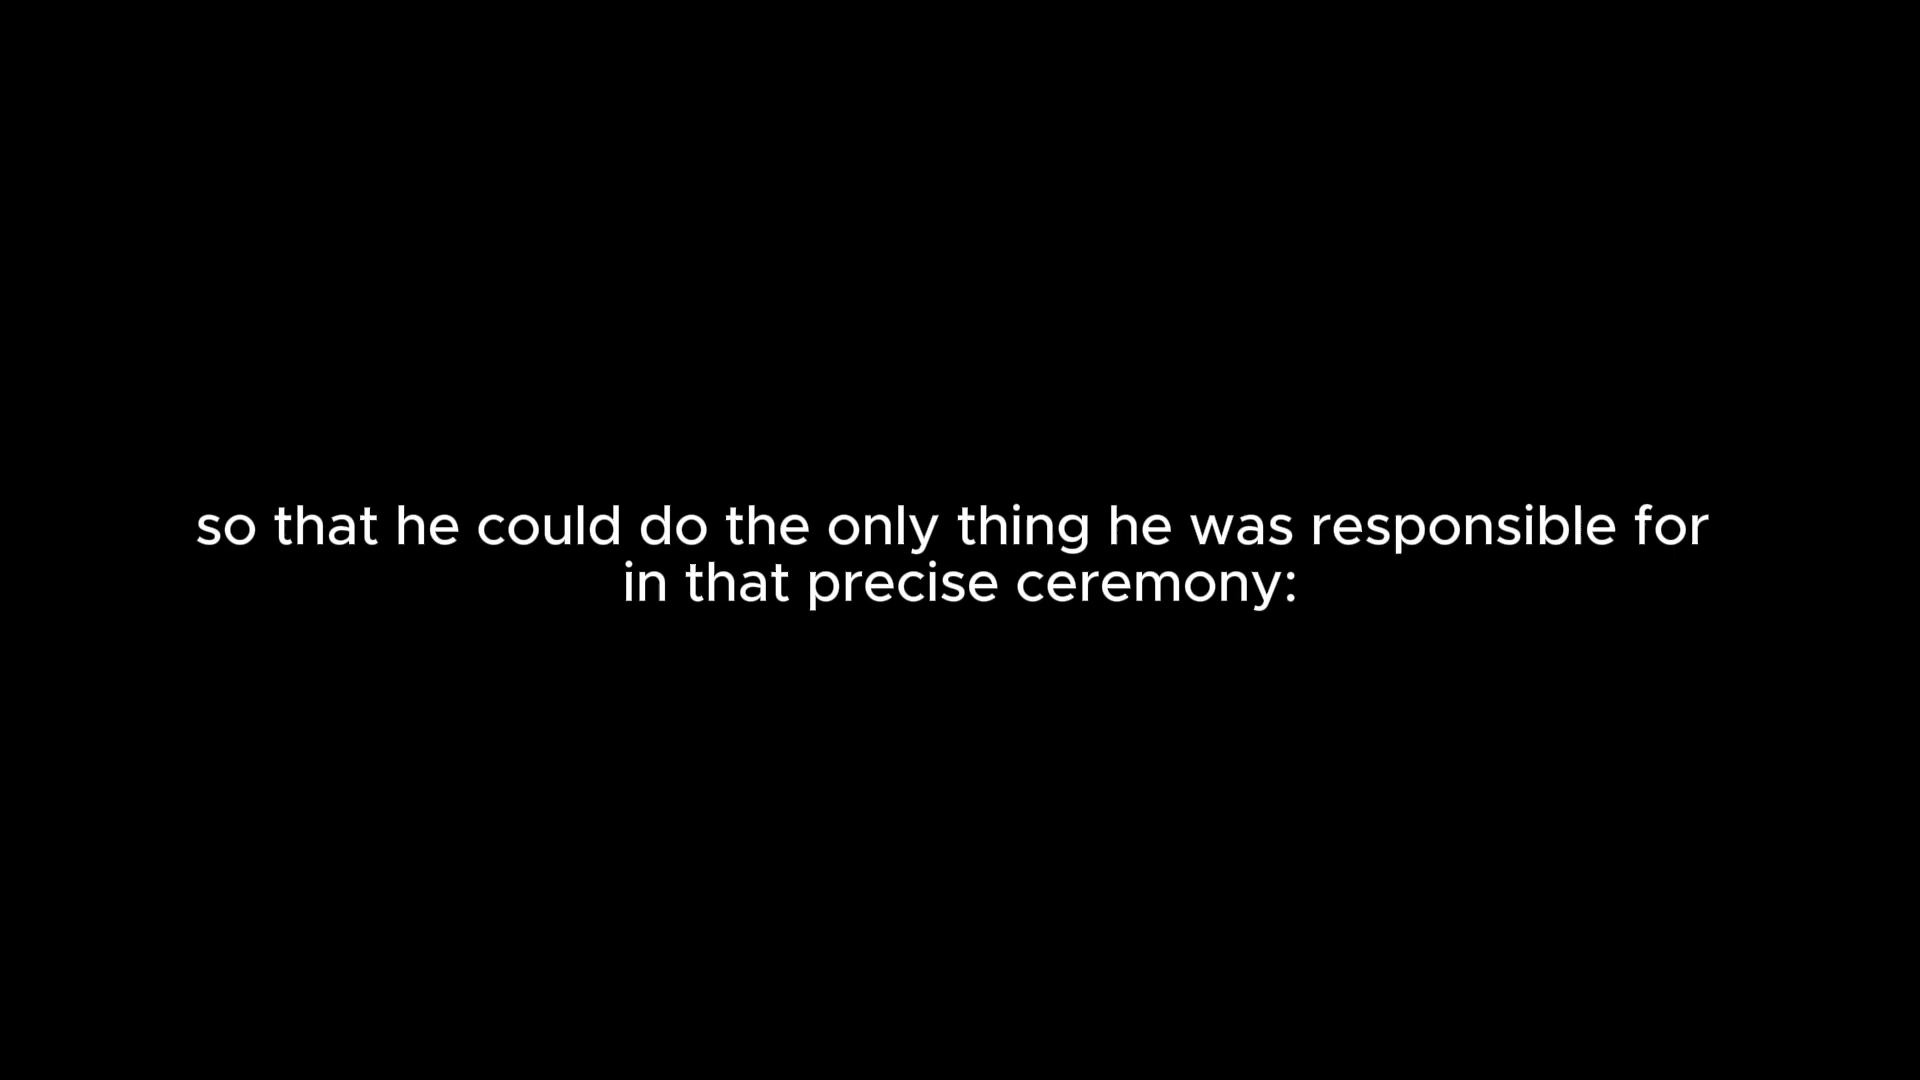 so that he could do the only thing he was responsible for
in that precise ceremony: